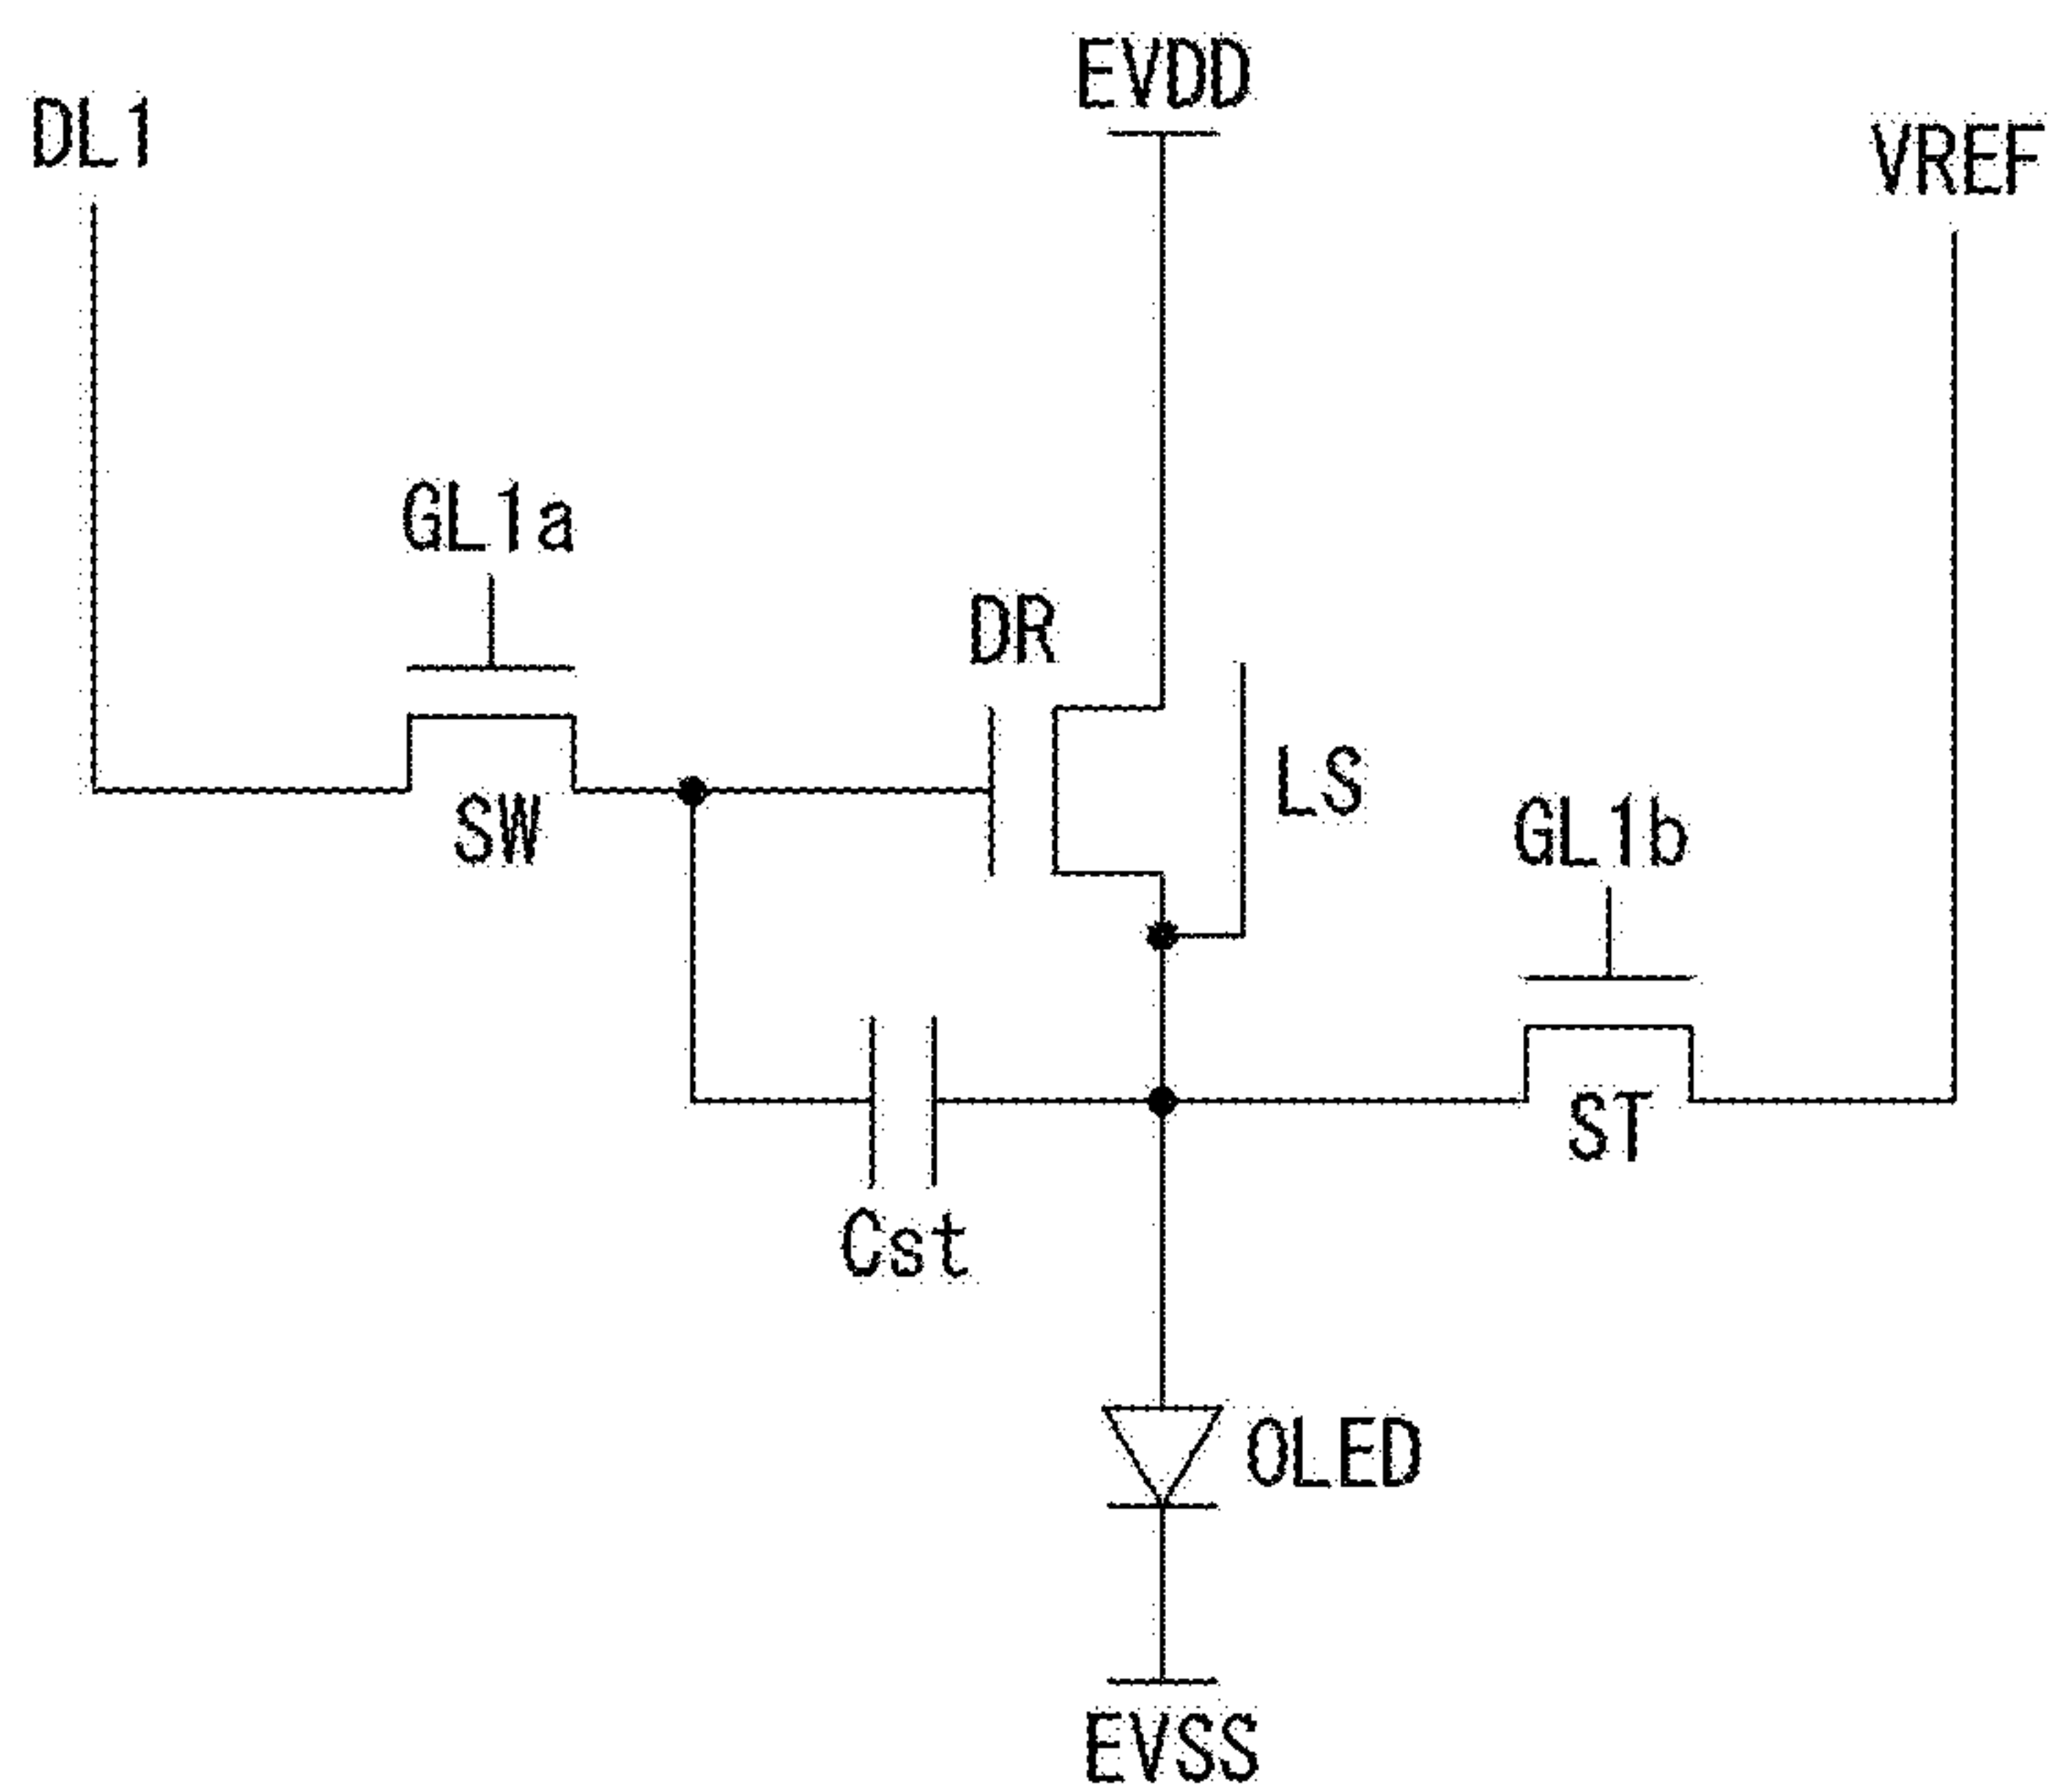 EVDD
DL1
VREF
GL1a
DR
LS
SW
GL1b
ST
Cst
OLED
EVSS